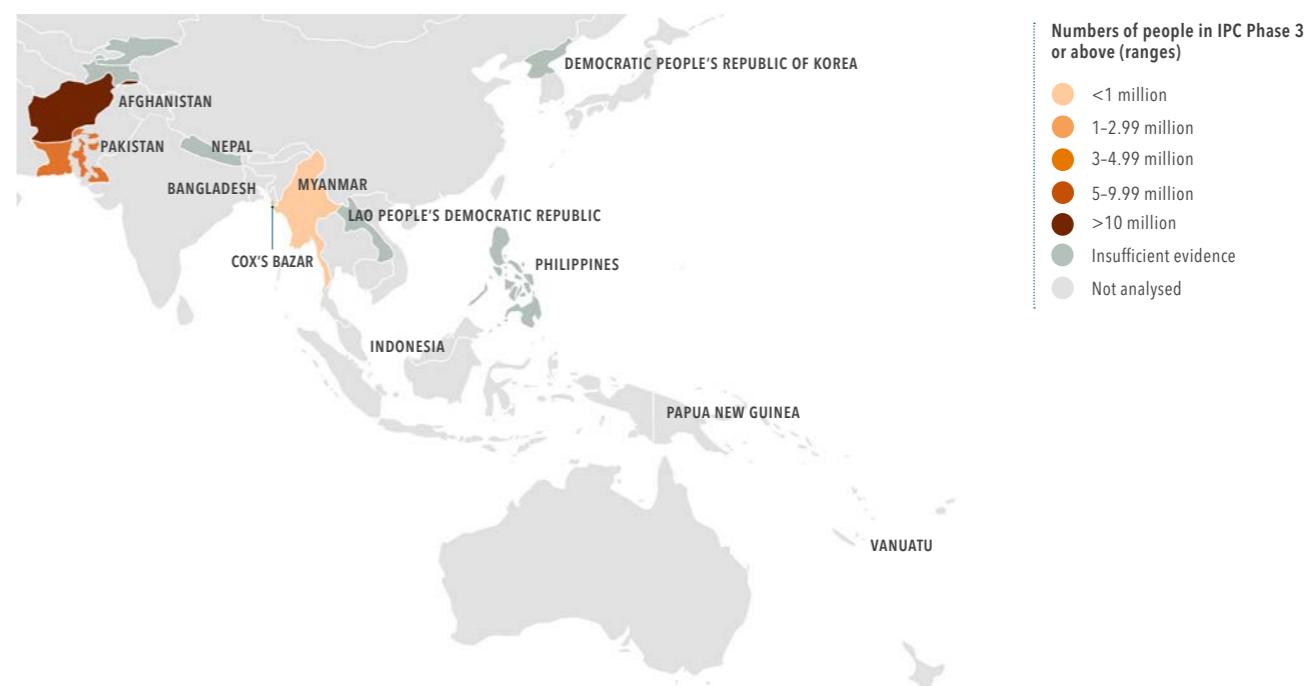 Numbers of people in IPC Phase 3
or above (ranges)
<1 million
1–2.99 million
3–4.99 million
5–9.99 million
>10 million
Insufficient evidence
Not analysed
DEMOCRATIC PEOPLE'S REPUBLIC OF KOREA
AFGHANISTAN
PAKISTAN
NEPAL
BANGLADESH
MYANMAR
LAO PEOPLE'S DEMOCRATIC REPUBLIC
COX'S BAZAR
PHILIPPINES
INDONESIA
PAPUA NEW GUINEA
VANUATU